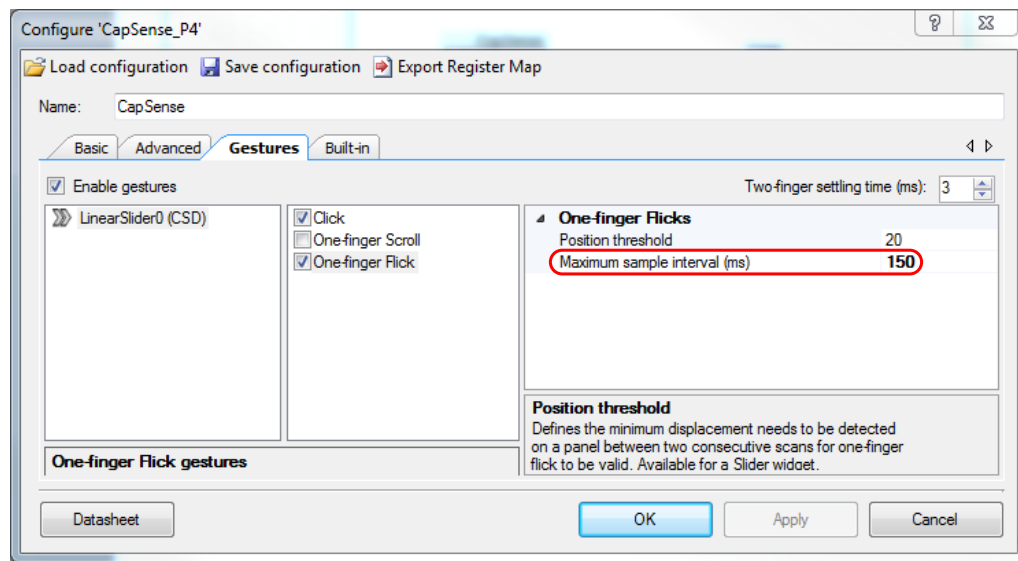 Configure 'CapSense_P4'
Load configuration Save configuration Export Register Map
Name: CapSense
Basic Advanced Gestures Built-in
Enable gestures Two-finger settling time (ms): 3
LinearSlider0 (CSD)
Click
One-finger Scroll
One-finger Flick
One-finger Flicks
Position threshold 20
Maximum sample interval (ms) 150
One-finger Flick gestures
Position threshold
Defines the minimum displacement needs to be detected
on a panel between two consecutive scans for one-finger
flick to be valid. Available for a Slider widget.
Datasheet OK Apply Cancel